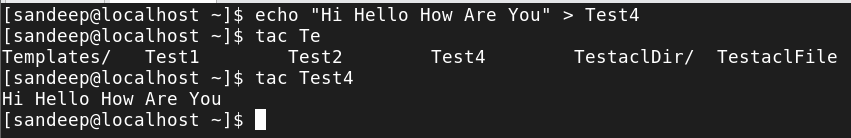 [sandeep@localhost ~]$ echo "Hi Hello How Are You" > Test4
[sandeep@localhost ~]$ tac Te
Templates/   Test1        Test2        Test4        TestaclDir/  TestaclFile
[sandeep@localhost ~]$ tac Test4
Hi Hello How Are You
[sandeep@localhost ~]$